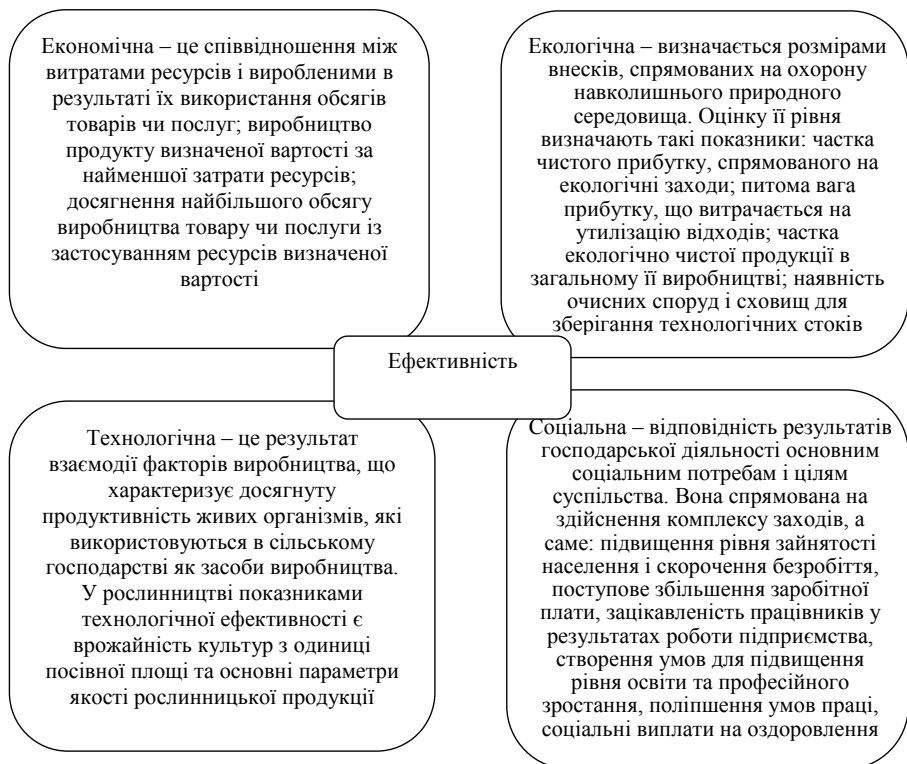 Економічна – це співвідношення між
витратами ресурсів і виробленими в
результаті їх використання обсягів
товарів чи послуг; виробництво
продукту визначеної вартості за
найменшої затрати ресурсів;
досягнення найбільшого обсягу
виробництва товару чи послуги із
застосуванням ресурсів визначеної
вартості
Екологічна – визначається розмірами
внесків, спрямованих на охорону
навколишнього природного
середовища. Оцінку її рівня
визначають такі показники: частка
чистого прибутку, спрямованого на
екологічні заходи; питома вага
прибутку, що витрачається на
утилізацію відходів; частка
екологічно чистої продукції в
загальному її виробництві; наявність
очисних споруд і сховищ для
зберігання технологічних стоків
Ефективність
Технологічна – це результат
взаємодії факторів виробництва, що
характеризує досягнуту
продуктивність живих організмів, які
використовуються в сільському
господарстві як засоби виробництва.
У рослинництві показниками
технологічної ефективності є
врожайність культур з одиниці
посівної площі та основні параметри
якості рослинницької продукції
Соціальна – відповідність результатів
господарської діяльності основним
соціальним потребам і цілям
суспільства. Вона спрямована на
здійснення комплексу заходів, а
саме: підвищення рівня зайнятості
населення і скорочення безробіття,
поступове збільшення заробітної
плати, зацікавленість працівників у
результатах роботи підприємства,
створення умов для підвищення
рівня освіти та професійного
зростання, поліпшення умов праці,
соціальні виплати на оздоровлення